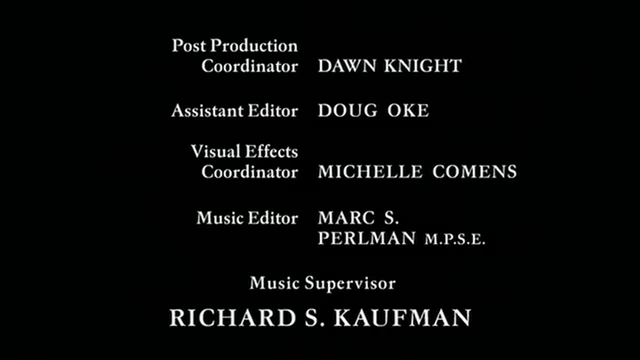 Post Production
Coordinator DAWN KNIGHT
Assistant Editor DOUG OKE
Visual Effects
Coordinator MICHELLE COMENS
Music Editor MARC S.
PERLMAN M.P.S.E.
Music Supervisor
RICHARD S. KAUFMAN